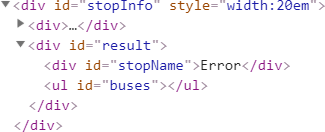 ▼<div id="stopInfo" style="width:20em">
▶<div>…</div>
▼<div id="result">
<div id="stopName">Error</div>
<ul id="buses"></ul>
</div>
</div>